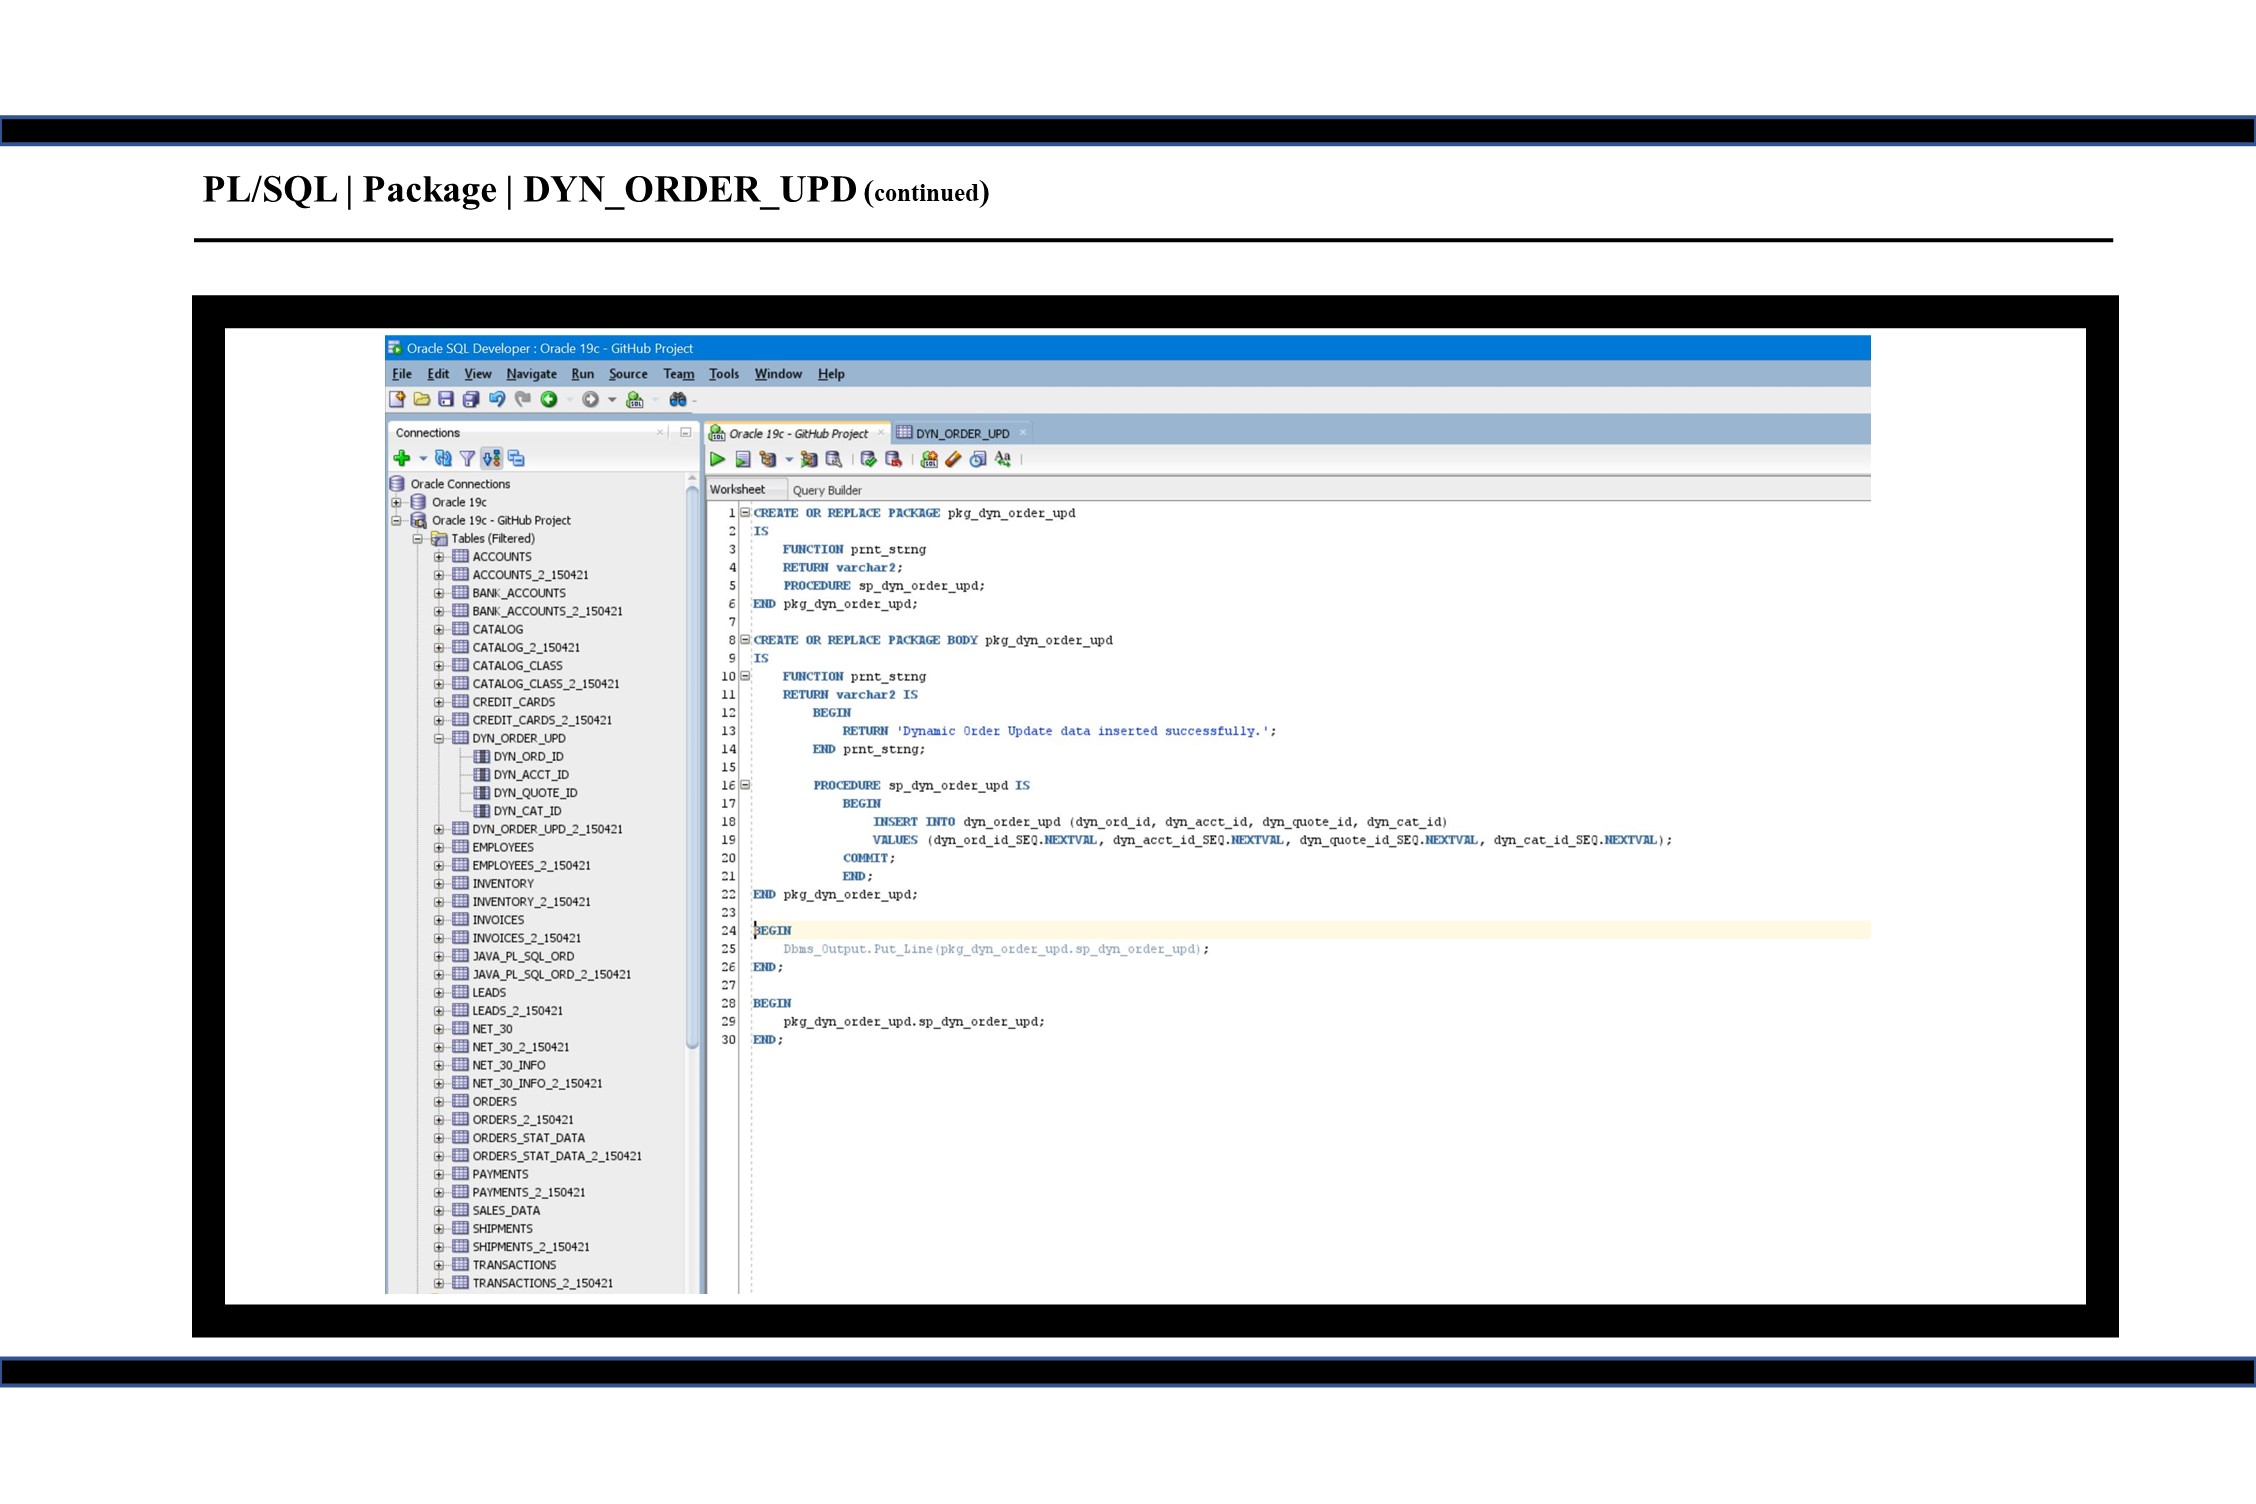 PL/SQL | Package | DYN_ORDER_UPD (continued)
Oracle SQL Developer : Oracle 19c - GitHub Project
File Edit View Navigate Run Source Team Tools Window Help
Connections
Oracle Connections
Oracle 19c
Oracle 19c - GitHub Project
Tables (Filtered)
ACCOUNTS
ACCOUNTS_2_150421
BANK_ACCOUNTS
BANK_ACCOUNTS_2_150421
CATALOG
CATALOG_2_150421
CATALOG_CLASS
CATALOG_CLASS_2_150421
CREDIT_CARDS
CREDIT_CARDS_2_150421
DYN_ORDER_UPD
DYN_ORD_ID
DYN_ACCT_ID
DYN_QUOTE_ID
DYN_CAT_ID
DYN_ORDER_UPD_2_150421
EMPLOYEES
EMPLOYEES_2_150421
INVENTORY
INVENTORY_2_150421
INVOICES
INVOICES_2_150421
JAVA_PL_SQL_ORD
JAVA_PL_SQL_ORD_2_150421
LEADS
LEADS_2_150421
NET_30
NET_30_2_150421
NET_30_INFO
NET_30_INFO_2_150421
ORDERS
ORDERS_2_150421
ORDERS_STAT_DATA
ORDERS_STAT_DATA_2_150421
PAYMENTS
PAYMENTS_2_150421
SALES_DATA
SHIPMENTS
SHIPMENTS_2_150421
TRANSACTIONS
TRANSACTIONS_2_150421
Oracle 19c - GitHub Project DYN_ORDER_UPD
Worksheet Query Builder
1 CREATE OR REPLACE PACKAGE pkg_dyn_order_upd
2 IS
3 FUNCTION prnt_strng
4 RETURN varchar2;
5 PROCEDURE sp_dyn_order_upd;
6 END pkg_dyn_order_upd;
7
8 CREATE OR REPLACE PACKAGE BODY pkg_dyn_order_upd
9 IS
10 FUNCTION prnt_strng
11 RETURN varchar2 IS
12 BEGIN
13 RETURN 'Dynamic Order Update data inserted successfully.';
14 END prnt_strng;
15
16 PROCEDURE sp_dyn_order_upd IS
17 BEGIN
18 INSERT INTO dyn_order_upd (dyn_ord_id, dyn_acct_id, dyn_quote_id, dyn_cat_id)
19 VALUES (dyn_ord_id_SEQ.NEXTVAL, dyn_acct_id_SEQ.NEXTVAL, dyn_quote_id_SEQ.NEXTVAL, dyn_cat_id_SEQ.NEXTVAL);
20 COMMIT;
21 END;
22 END pkg_dyn_order_upd;
23
24 BEGIN
25 Dbms_Output.Put_Line(pkg_dyn_order_upd.sp_dyn_order_upd);
26 END;
27
28 BEGIN
29 pkg_dyn_order_upd.sp_dyn_order_upd;
30 END;